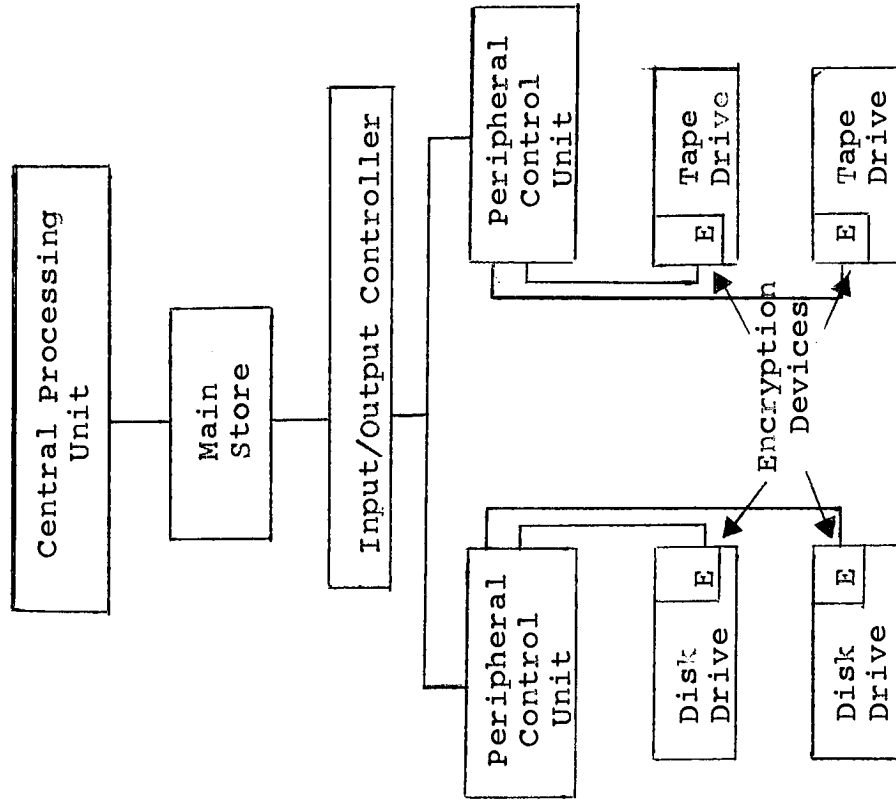 Central Processing
Unit
Main
Store
Input/Output Controller
Peripheral
Control
Unit
Peripheral
Control
Unit
E
Disk
Drive
E
Tape
Drive
Encryption
Devices
E
Disk
Drive
E
Tape
Drive